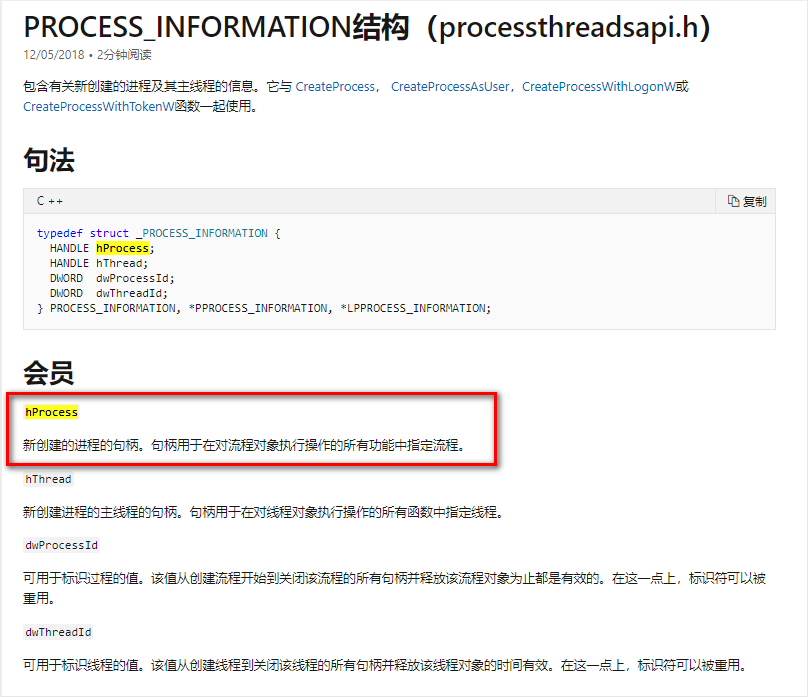 PROCESS_INFORMATION结构（processthreadsapi.h）
12/05/2018 • 2分钟阅读
包含有关新创建的进程及其主线程的信息。它与 CreateProcess， CreateProcessAsUser，CreateProcessWithLogonW或
CreateProcessWithTokenW函数一起使用。
句法
C ++
复制
typedef struct _PROCESS_INFORMATION {
HANDLE hProcess;
HANDLE hThread;
DWORD  dwProcessId;
DWORD  dwThreadId;
} PROCESS_INFORMATION, *PPROCESS_INFORMATION, *LPPROCESS_INFORMATION;
会员
hProcess
新创建的进程的句柄。句柄用于在对流程对象执行操作的所有功能中指定流程。
hThread
新创建进程的主线程的句柄。句柄用于在对线程对象执行操作的所有函数中指定线程。
dwProcessId
可用于标识过程的值。该值从创建流程开始到关闭该流程的所有句柄并释放该流程对象为止都是有效的。在这一点上，标识符可以被
重用。
dwThreadId
可用于标识线程的值。该值从创建线程到关闭该线程的所有句柄并释放该线程对象的时间有效。在这一点上，标识符可以被重用。